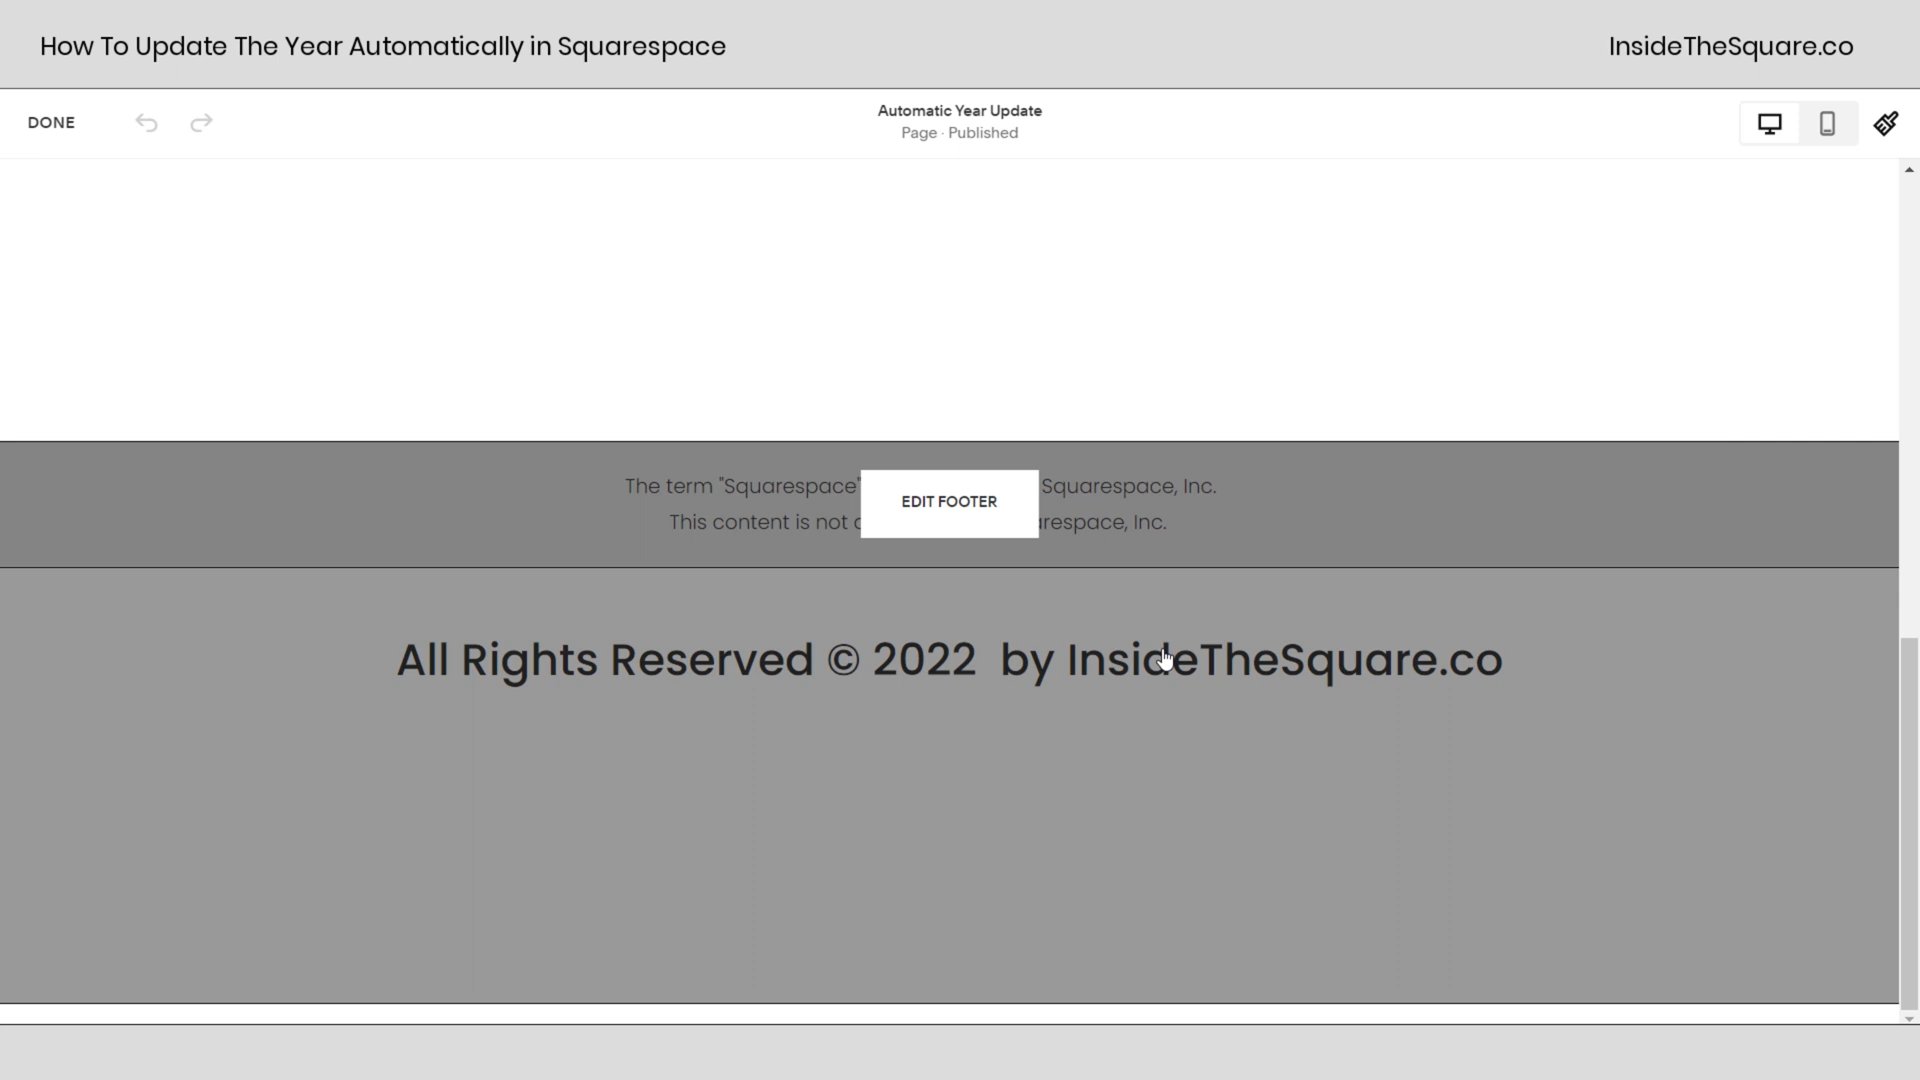 How To Update The Year Automatically in Squarespace
InsideTheSquare.co
DONE
Automatic Year Update
Page · Published
The term "Squarespace" Squarespace, Inc.
EDIT FOOTER
This content is not Inc.
All Rights Reserved © 2022 by InsideTheSquare.co